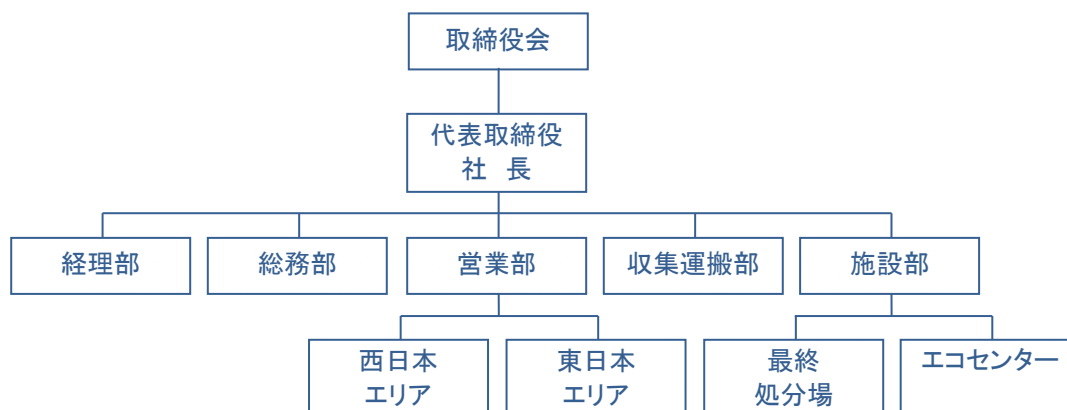 取締役会
代表取締役
社　長
経理部
総務部
営業部
収集運搬部
施設部
西日本
エリア
東日本
エリア
最終
処分場
エコセンター